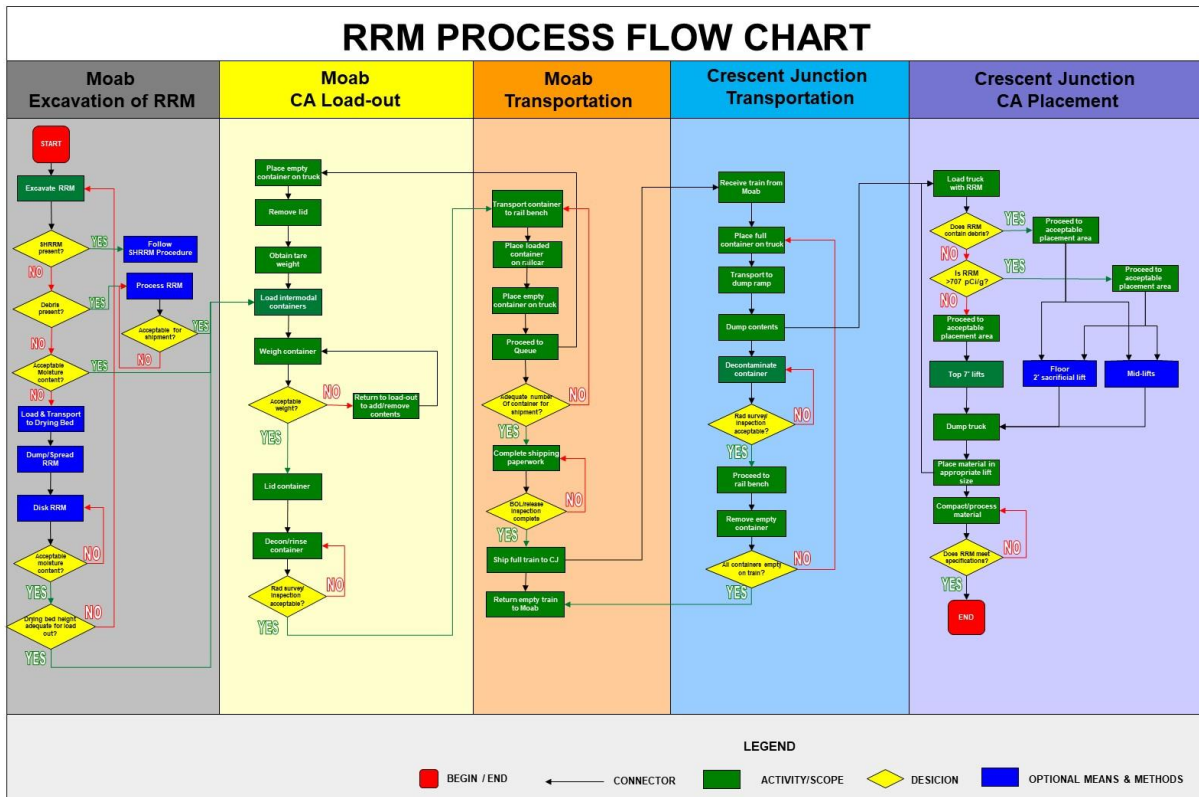 RRM PROCESS FLOW CHART
Moab
Excavation of RRM
START
Excavate RRM
SHRRM
present?
YES
Follow
SHRRM Procedure
NO
Debris
present?
YES
Process RRM
Acceptable for
shipment?
YES
NO
NO
Acceptable
Moisture
content?
YES
NO
Load & Transport
to Drying Bed
Dump/Spread
RRM
Disk RRM
Acceptable
moisture
content?
NO
YES
Drying bed height
adequate for load
out?
NO
YES
Moab
CA Load-out
Place empty
container on truck
Remove lid
Obtain tare
weight
Load intermodal
containers
Weigh container
Acceptable
weight?
NO
Return to load-out
to add/remove
contents
YES
Lid container
Decon/rinse
container
Rad survey/
inspection
acceptable?
NO
YES
Moab
Transportation
Transport container
to rail bench
Place loaded
container
on railcar
Place empty
container on truck
Proceed to
Queue
Adequate number
Of container for
shipment?
NO
YES
Complete shipping
paperwork
BOL/release
inspection
complete
NO
YES
Ship full train to CJ
Return empty train
to Moab
Crescent Junction
Transportation
Receive train from
Moab
Place full
container on truck
Transport to
dump ramp
Dump contents
Decontaminate
container
Rad survey/
inspection
acceptable?
NO
YES
Proceed to
rail bench
Remove empty
container
All containers empty
on train?
NO
YES
Crescent Junction
CA Placement
Load truck
with RRM
Does RRM
contain debris?
YES
Proceed to
acceptable
placement area
NO
Is RRM
>707 pCi/g?
YES
Proceed to
acceptable
placement area
NO
Proceed to
acceptable
placement area
Top 7' lifts
Floor
2' sacrificial lift
Mid-lifts
Dump truck
Place material in
appropriate lift
size
Compact/process
material
Does RRM meet
specifications?
NO
YES
END
LEGEND
BEGIN / END
CONNECTOR
ACTIVITY/SCOPE
DESICION
OPTIONAL MEANS & METHODS